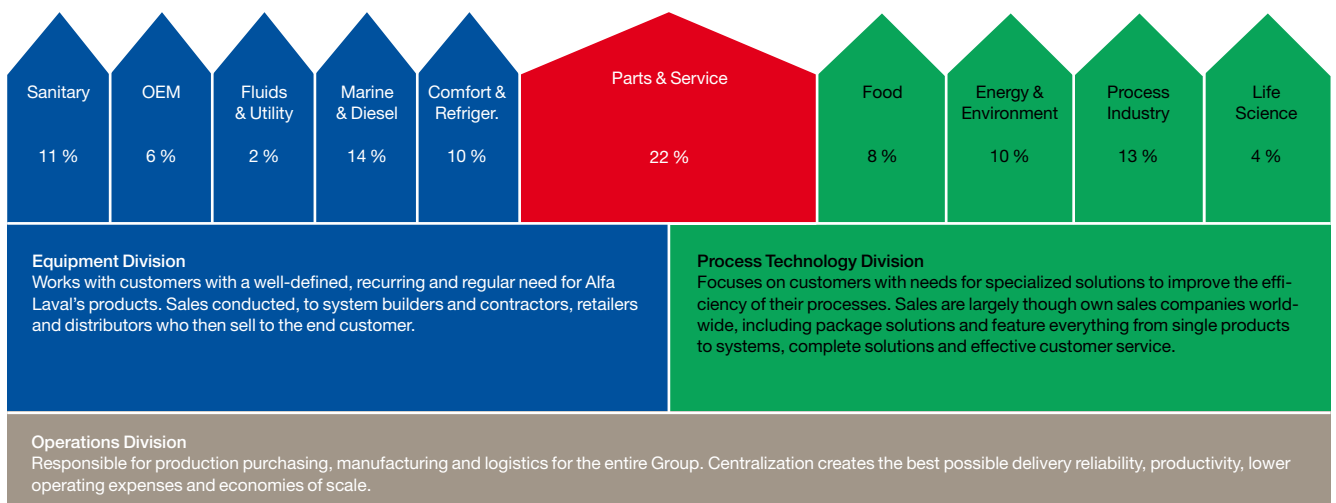 Sanitary
11 %
OEM
6 %
Fluids
& Utility
2 %
Marine
& Diesel
14 %
Comfort &
Refriger.
10 %
Parts & Service
22 %
Food
8 %
Energy &
Environment
10 %
Process
Industry
13 %
Life
Science
4 %
Equipment Division
Works with customers with a well-defined, recurring and regular need for Alfa
Laval's products. Sales conducted, to system builders and contractors, retailers
and distributors who then sell to the end customer.
Process Technology Division
Focuses on customers with needs for specialized solutions to improve the effi-
ciency of their processes. Sales are largely though own sales companies world-
wide, including package solutions and feature everything from single products
to systems, complete solutions and effective customer service.
Operations Division
Responsible for production purchasing, manufacturing and logistics for the entire Group. Centralization creates the best possible delivery reliability, productivity, lower
operating expenses and economies of scale.